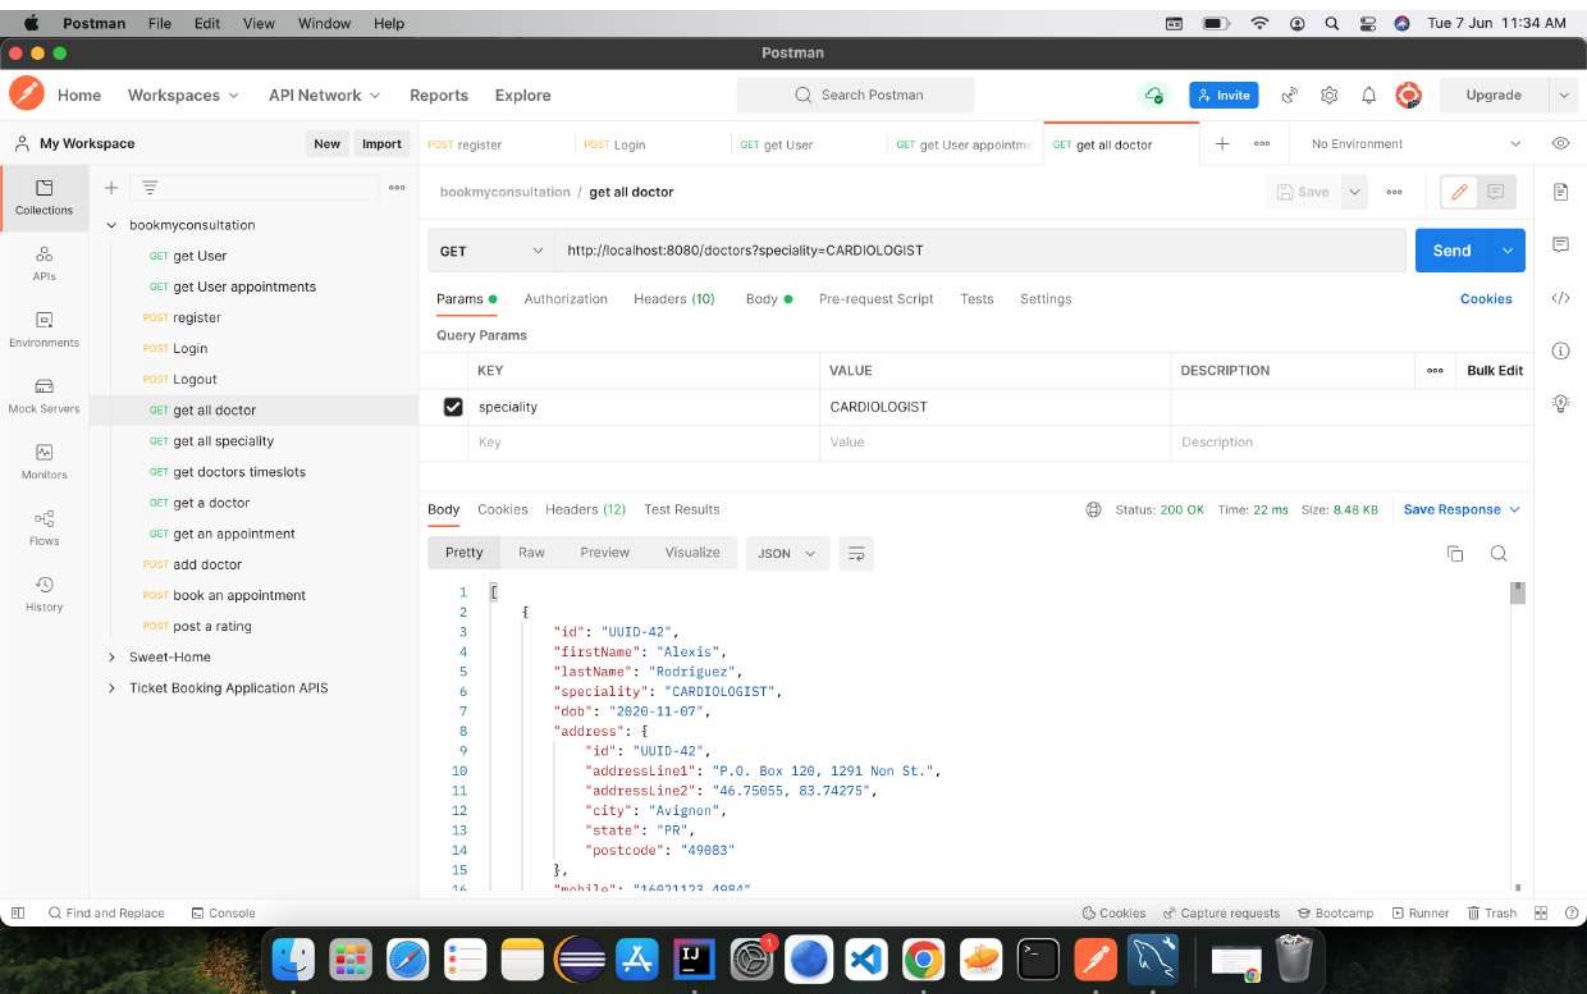 Postman File Edit View Window Help Tue 7 Jun 11:34 AM
Postman
Home Workspaces API Network Reports Explore Search Postman Invite Upgrade
My Workspace New Import POST register POST Login GET get User GET get User appointm GET get all doctor No Environment
Collections
APIs
Environments
Mock Servers
Monitors
Flows
History
bookmyconsultation
GET get User
GET get User appointments
POST register
POST Login
POST Logout
GET get all doctor
GET get all speciality
GET get doctors timeslots
GET get a doctor
GET get an appointment
POST add doctor
POST book an appointment
POST post a rating
Sweet-Home
Ticket Booking Application APIS
bookmyconsultation / get all doctor Save
GET http://localhost:8080/doctors?speciality=CARDIOLOGIST Send
Params Authorization Headers (10) Body Pre-request Script Tests Settings Cookies
Query Params
KEY VALUE DESCRIPTION Bulk Edit
speciality CARDIOLOGIST
Key Value Description
Body Cookies Headers (12) Test Results Status: 200 OK Time: 22 ms Size: 8.48 KB Save Response
Pretty Raw Preview Visualize JSON
1 [
2 {
3 "id": "UUID-42",
4 "firstName": "Alexis",
5 "lastName": "Rodriguez",
6 "speciality": "CARDIOLOGIST",
7 "dob": "2020-11-07",
8 "address": {
9 "id": "UUID-42",
10 "addressLine1": "P.O. Box 120, 1291 Non St.",
11 "addressLine2": "46.75055, 83.74275",
12 "city": "Avignon",
13 "state": "PR",
14 "postcode": "49083"
15 },
16 "mobile": "16021123 4984"
Find and Replace Console Cookies Capture requests Bootcamp Runner Trash
IJ
1